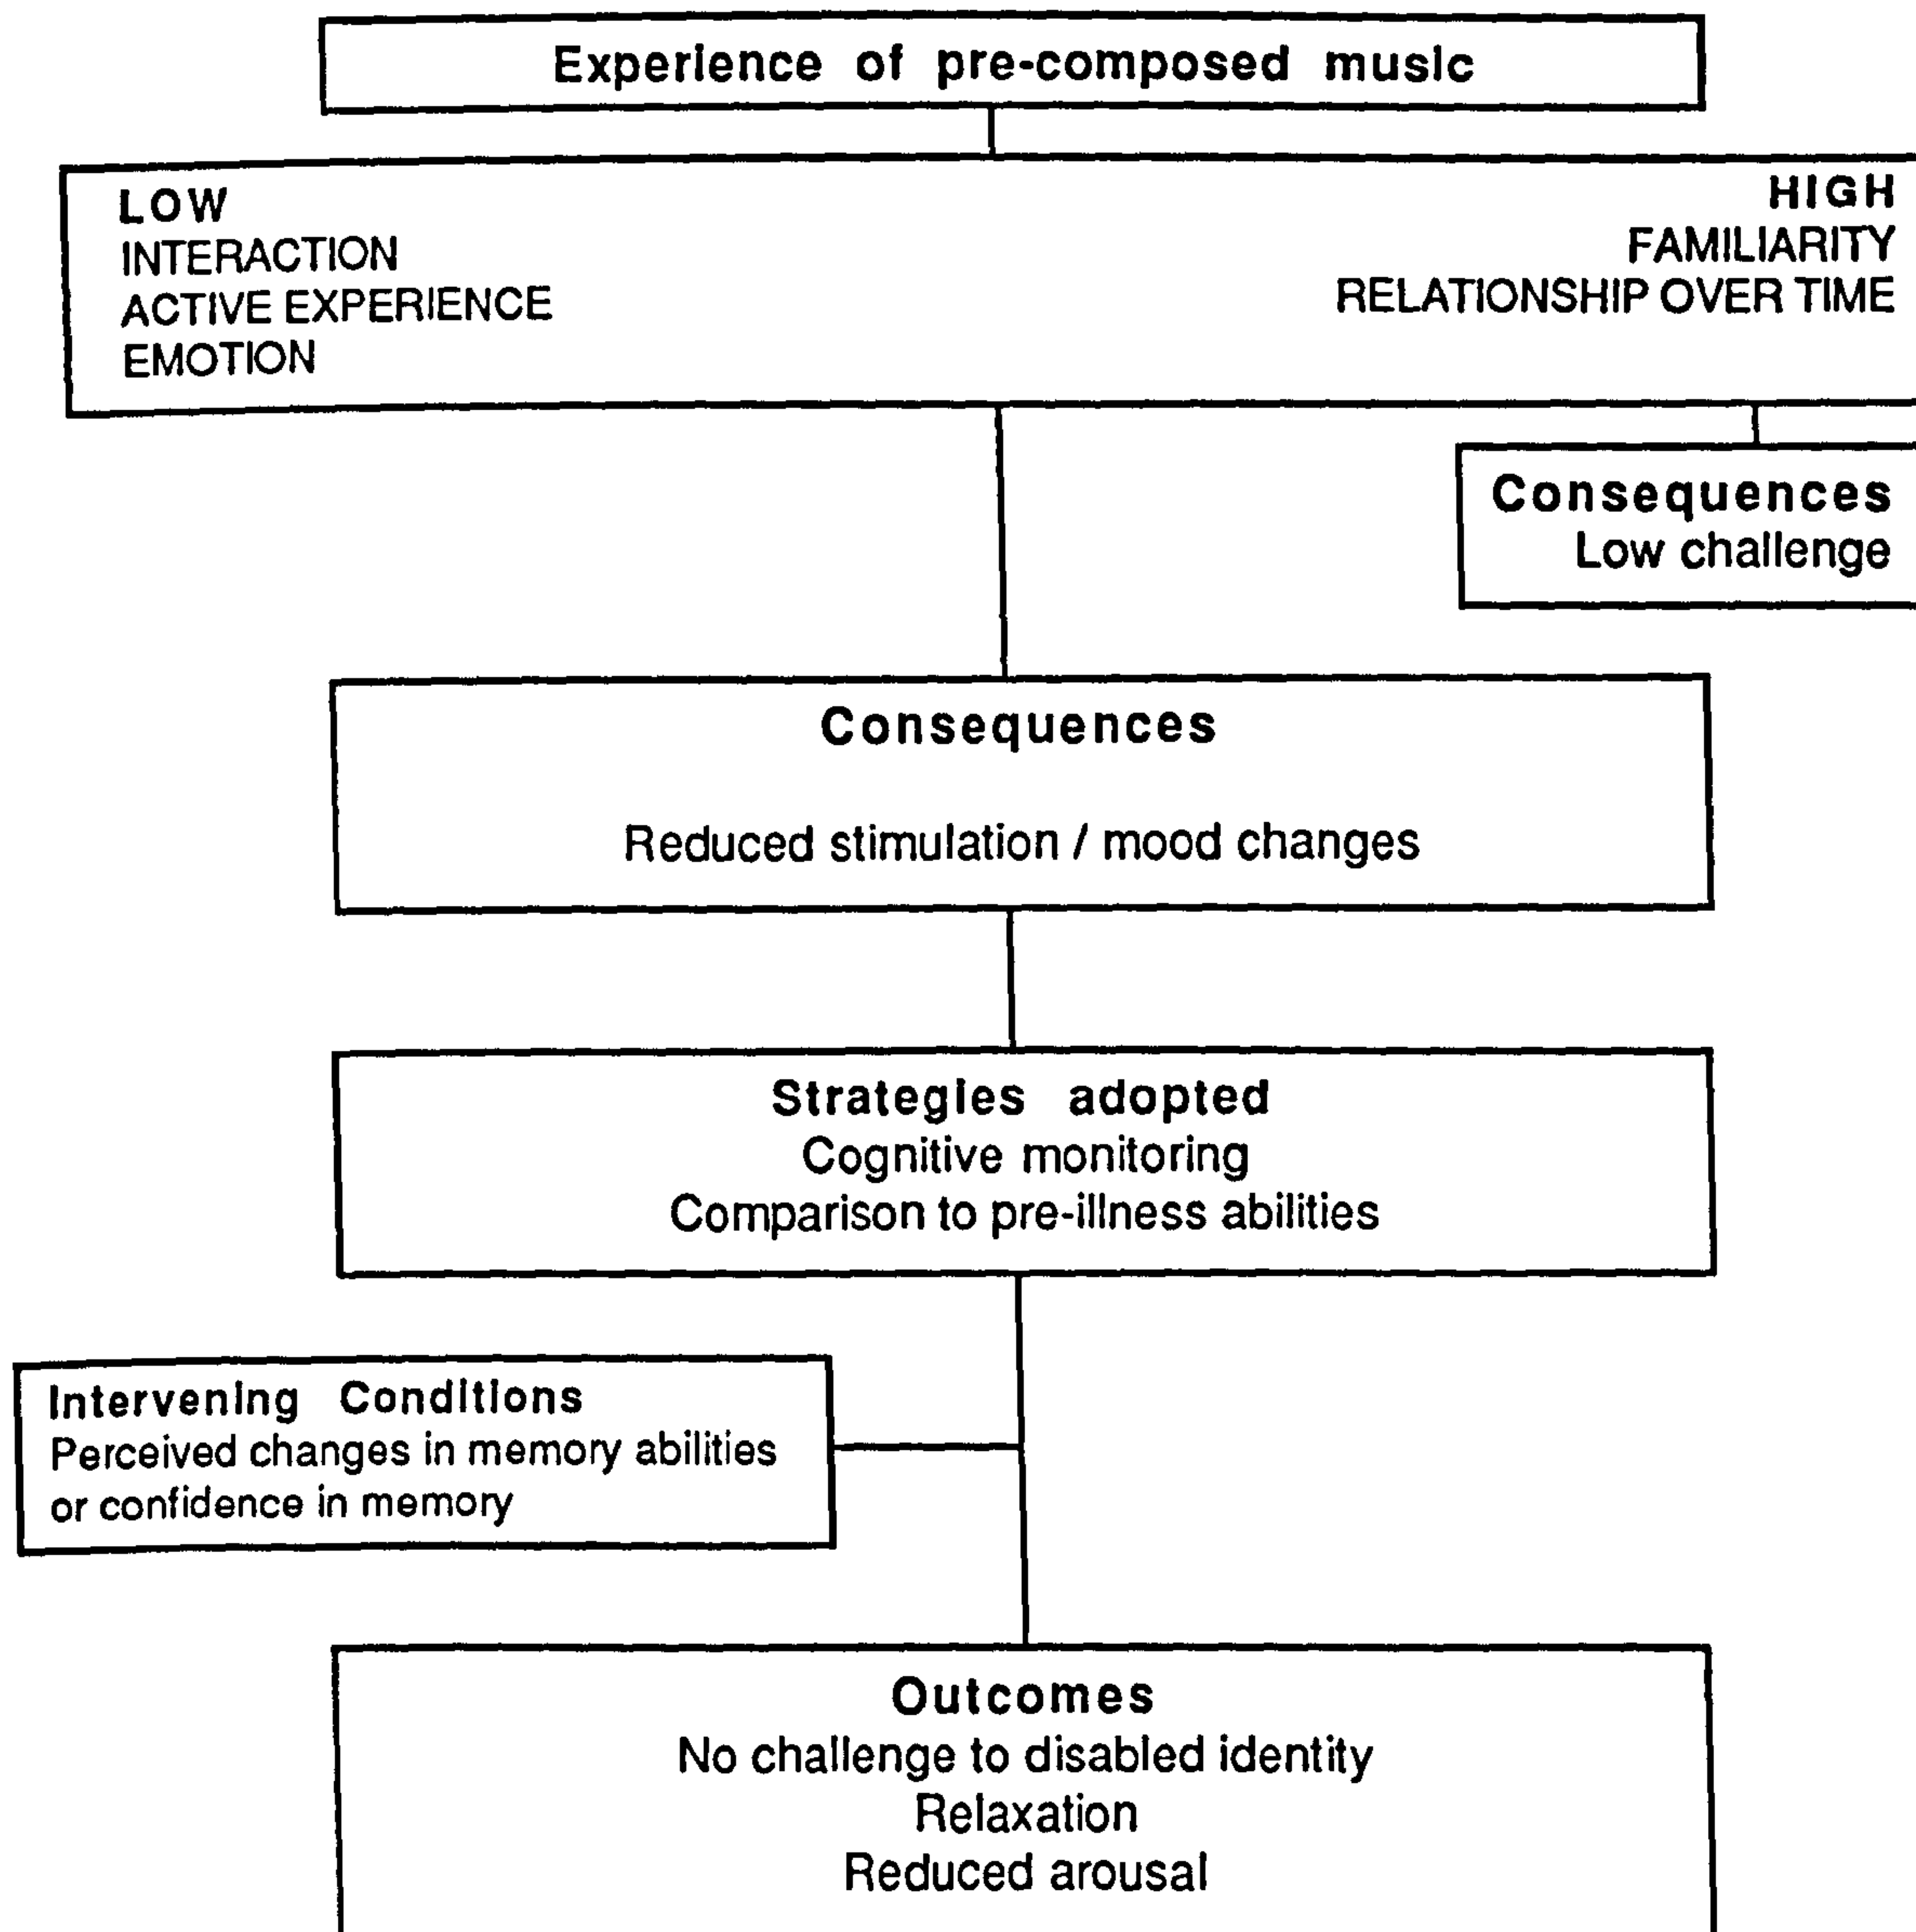 Experience of pre-composed music
LOW
INTERACTION
ACTIVE EXPERIENCE
EMOTION
HIGH
FAMILIARITY
RELATIONSHIP OVER TIME
Consequences
Low challenge
Consequences
Reduced stimulation / mood changes
Strategies adopted
Cognitive monitoring
Comparison to pre-illness abilities
Intervening Conditions
Perceived changes in memory abilities
or confidence in memory
Outcomes
No challenge to disabled identity
Relaxation
Reduced arousal